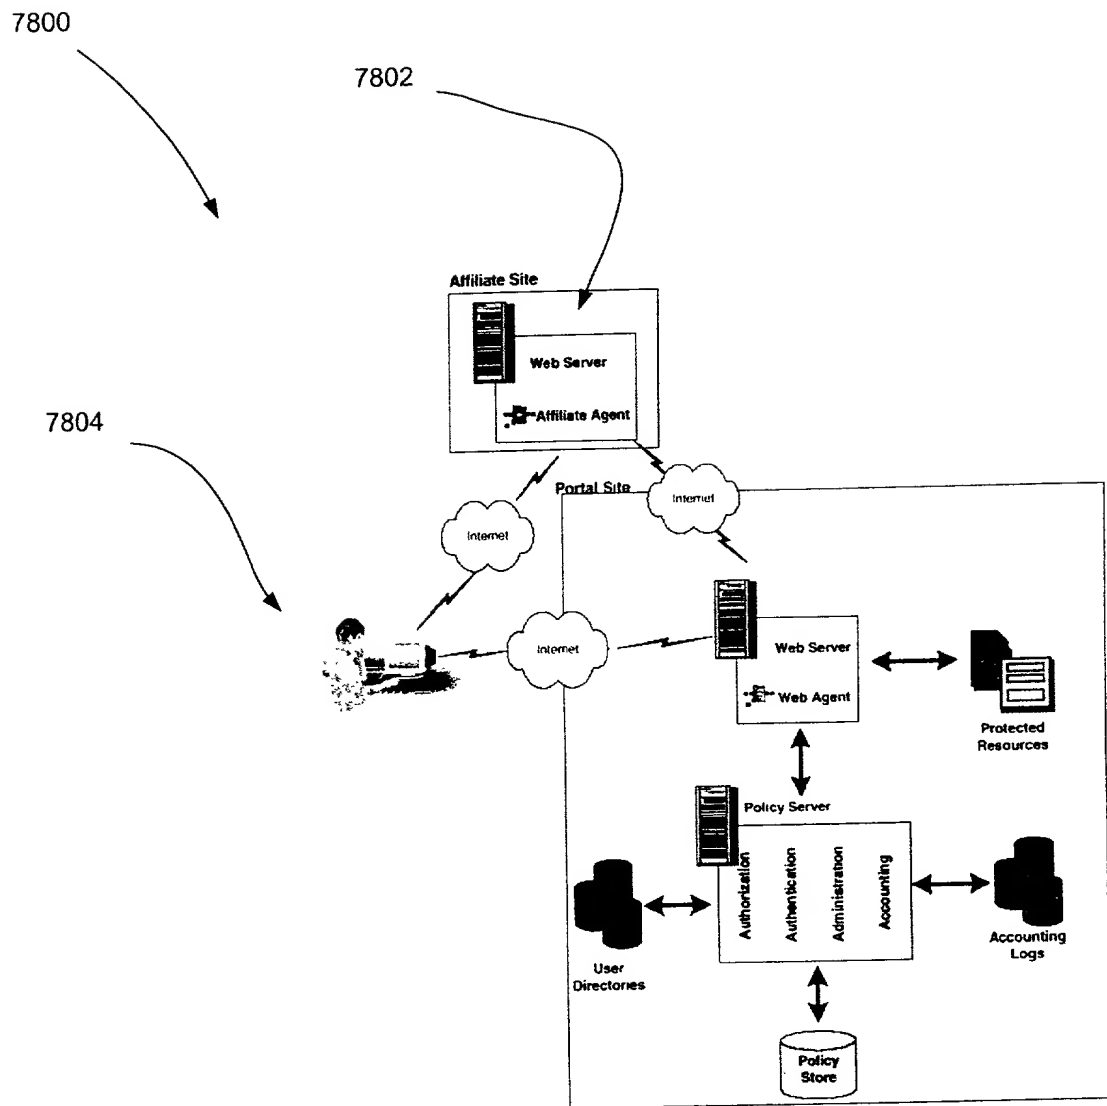 7800
7802
Affiliate Site
Web Server
Affiliate Agent
7804
Portal Site
Internet
Internet
Internet
Web Server
Web Agent
Protected
Resources
Policy Server
Authorization
Authentication
Administration
Accounting
User
Directories
Accounting
Logs
Policy
Store